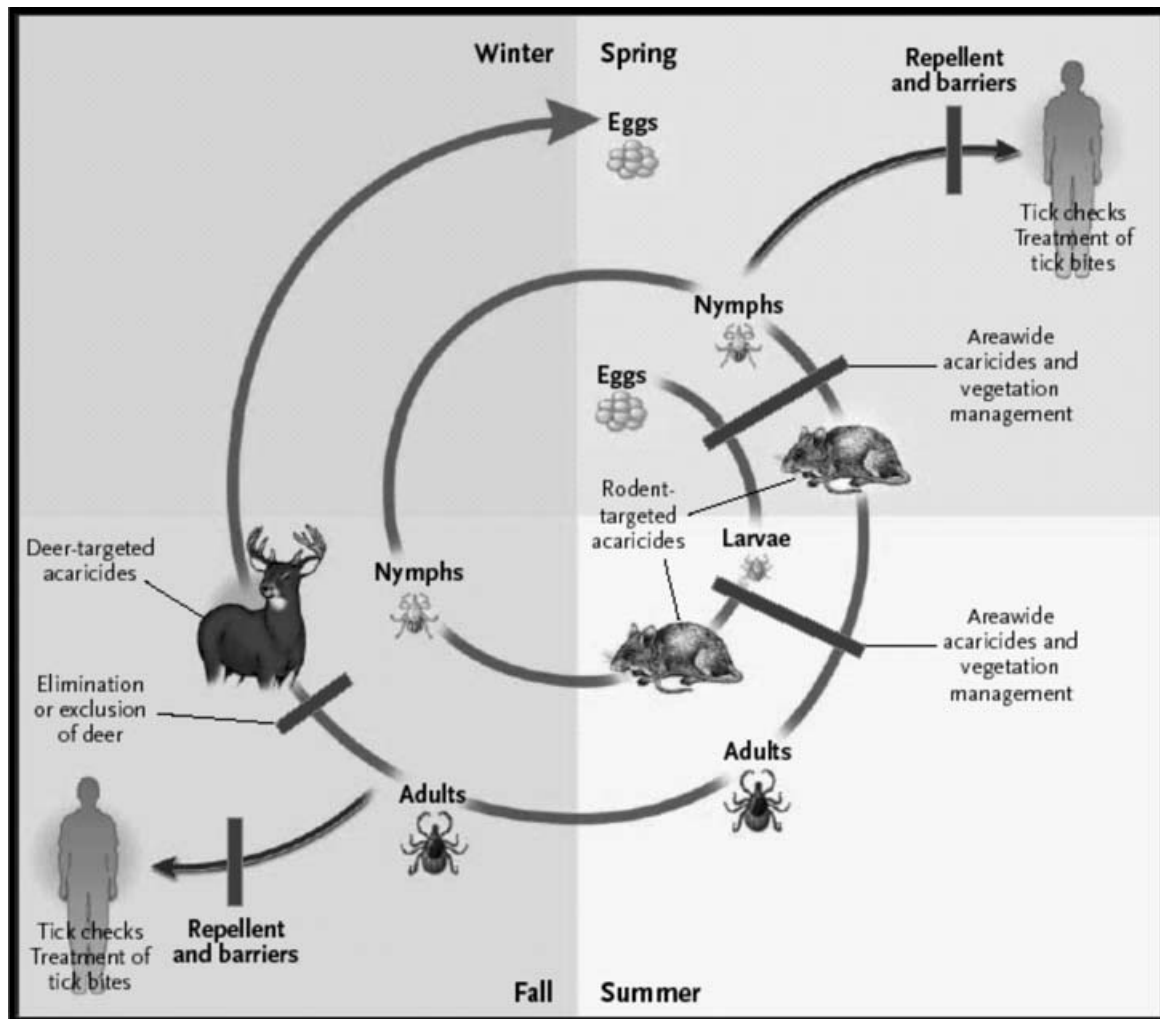 Winter
Spring
Repellent
and barriers
Eggs
Tick checks
Treatment of
tick bites
Nymphs
Areawide
acaricides and
vegetation
management
Eggs
Rodent-
targeted
acaricides
Larvae
Deer-targeted
acaricides
Nymphs
Areawide
acaricides and
vegetation
management
Elimination
or exclusion
of deer
Adults
Adults
Repellent
and barriers
Tick checks
Treatment of
tick bites
Fall
Summer